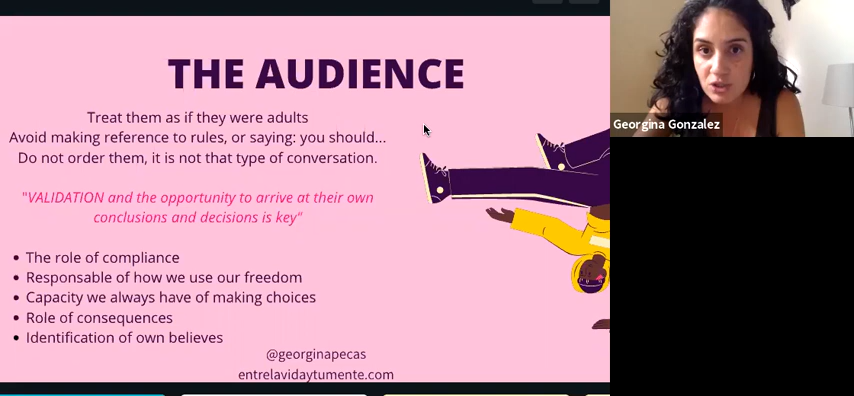 THE AUDIENCE
Treat them as if they were adults
Avoid making reference to rules, or saying: you should...
Do not order them, it is not that type of conversation.
"VALIDATION and the opportunity to arrive at their own
conclusions and decisions is key"
• The role of compliance
• Responsable of how we use our freedom
• Capacity we always have of making choices
• Role of consequences
• Identification of own believes
@georginapecas
entrelavidaytumente.com
Georgina Gonzalez